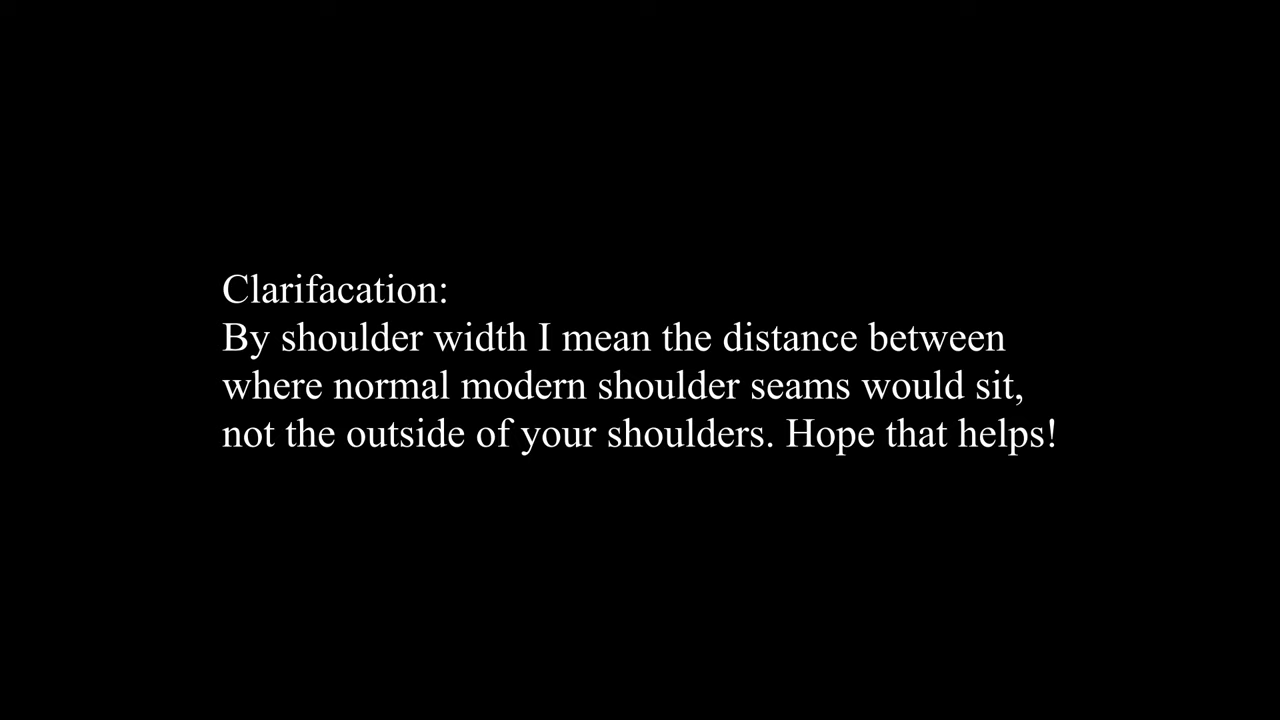 Clarifacation:
By shoulder width I mean the distance between
where normal modern shoulder seams would sit,
not the outside of your shoulders. Hope that helps!